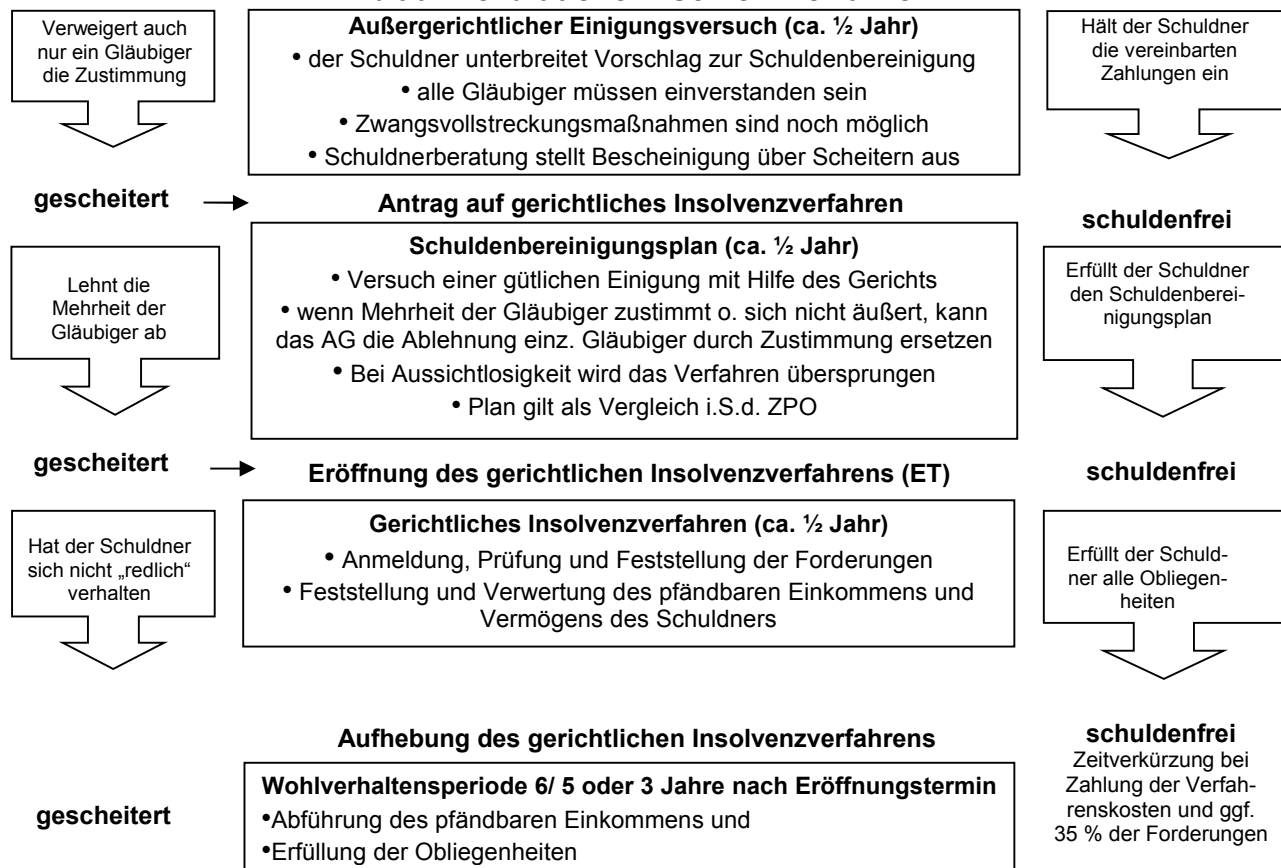 Verweigert auch
nur ein Gläubiger
die Zustimmung
Außergerichtlicher Einigungsversuch (ca. ½ Jahr)
• der Schuldner unterbreitet Vorschlag zur Schuldenbereinigung
• alle Gläubiger müssen einverstanden sein
• Zwangsvollstreckungsmaßnahmen sind noch möglich
• Schuldnerberatung stellt Bescheinigung über Scheitern aus
Hält der Schuldner
die vereinbarten
Zahlungen ein
gescheitert
Antrag auf gerichtliches Insolvenzverfahren
schuldenfrei
Lehnt die
Mehrheit der
Gläubiger ab
Schuldenbereinigungsplan (ca. ½ Jahr)
• Versuch einer gütlichen Einigung mit Hilfe des Gerichts
• wenn Mehrheit der Gläubiger zustimmt o. sich nicht äußert, kann
das AG die Ablehnung einz. Gläubiger durch Zustimmung ersetzen
• Bei Aussichtlosigkeit wird das Verfahren übersprungen
• Plan gilt als Vergleich i.S.d. ZPO
Erfüllt der Schuldner
den Schuldenberei-
nigungsplan
gescheitert
Eröffnung des gerichtlichen Insolvenzverfahrens (ET)
schuldenfrei
Hat der Schuldner
sich nicht „redlich“
verhalten
Gerichtliches Insolvenzverfahren (ca. ½ Jahr)
• Anmeldung, Prüfung und Feststellung der Forderungen
• Feststellung und Verwertung des pfändbaren Einkommens und
Vermögens des Schuldners
Erfüllt der Schuld-
ner alle Obliegen-
heiten
Aufhebung des gerichtlichen Insolvenzverfahrens
gescheitert
Wohlverhaltensperiode 6/ 5 oder 3 Jahre nach Eröffnungstermin
•Abführung des pfändbaren Einkommens und
•Erfüllung der Obliegenheiten
schuldenfrei
Zeitverkürzung bei
Zahlung der Verfah-
renskosten und ggf.
35 % der Forderungen